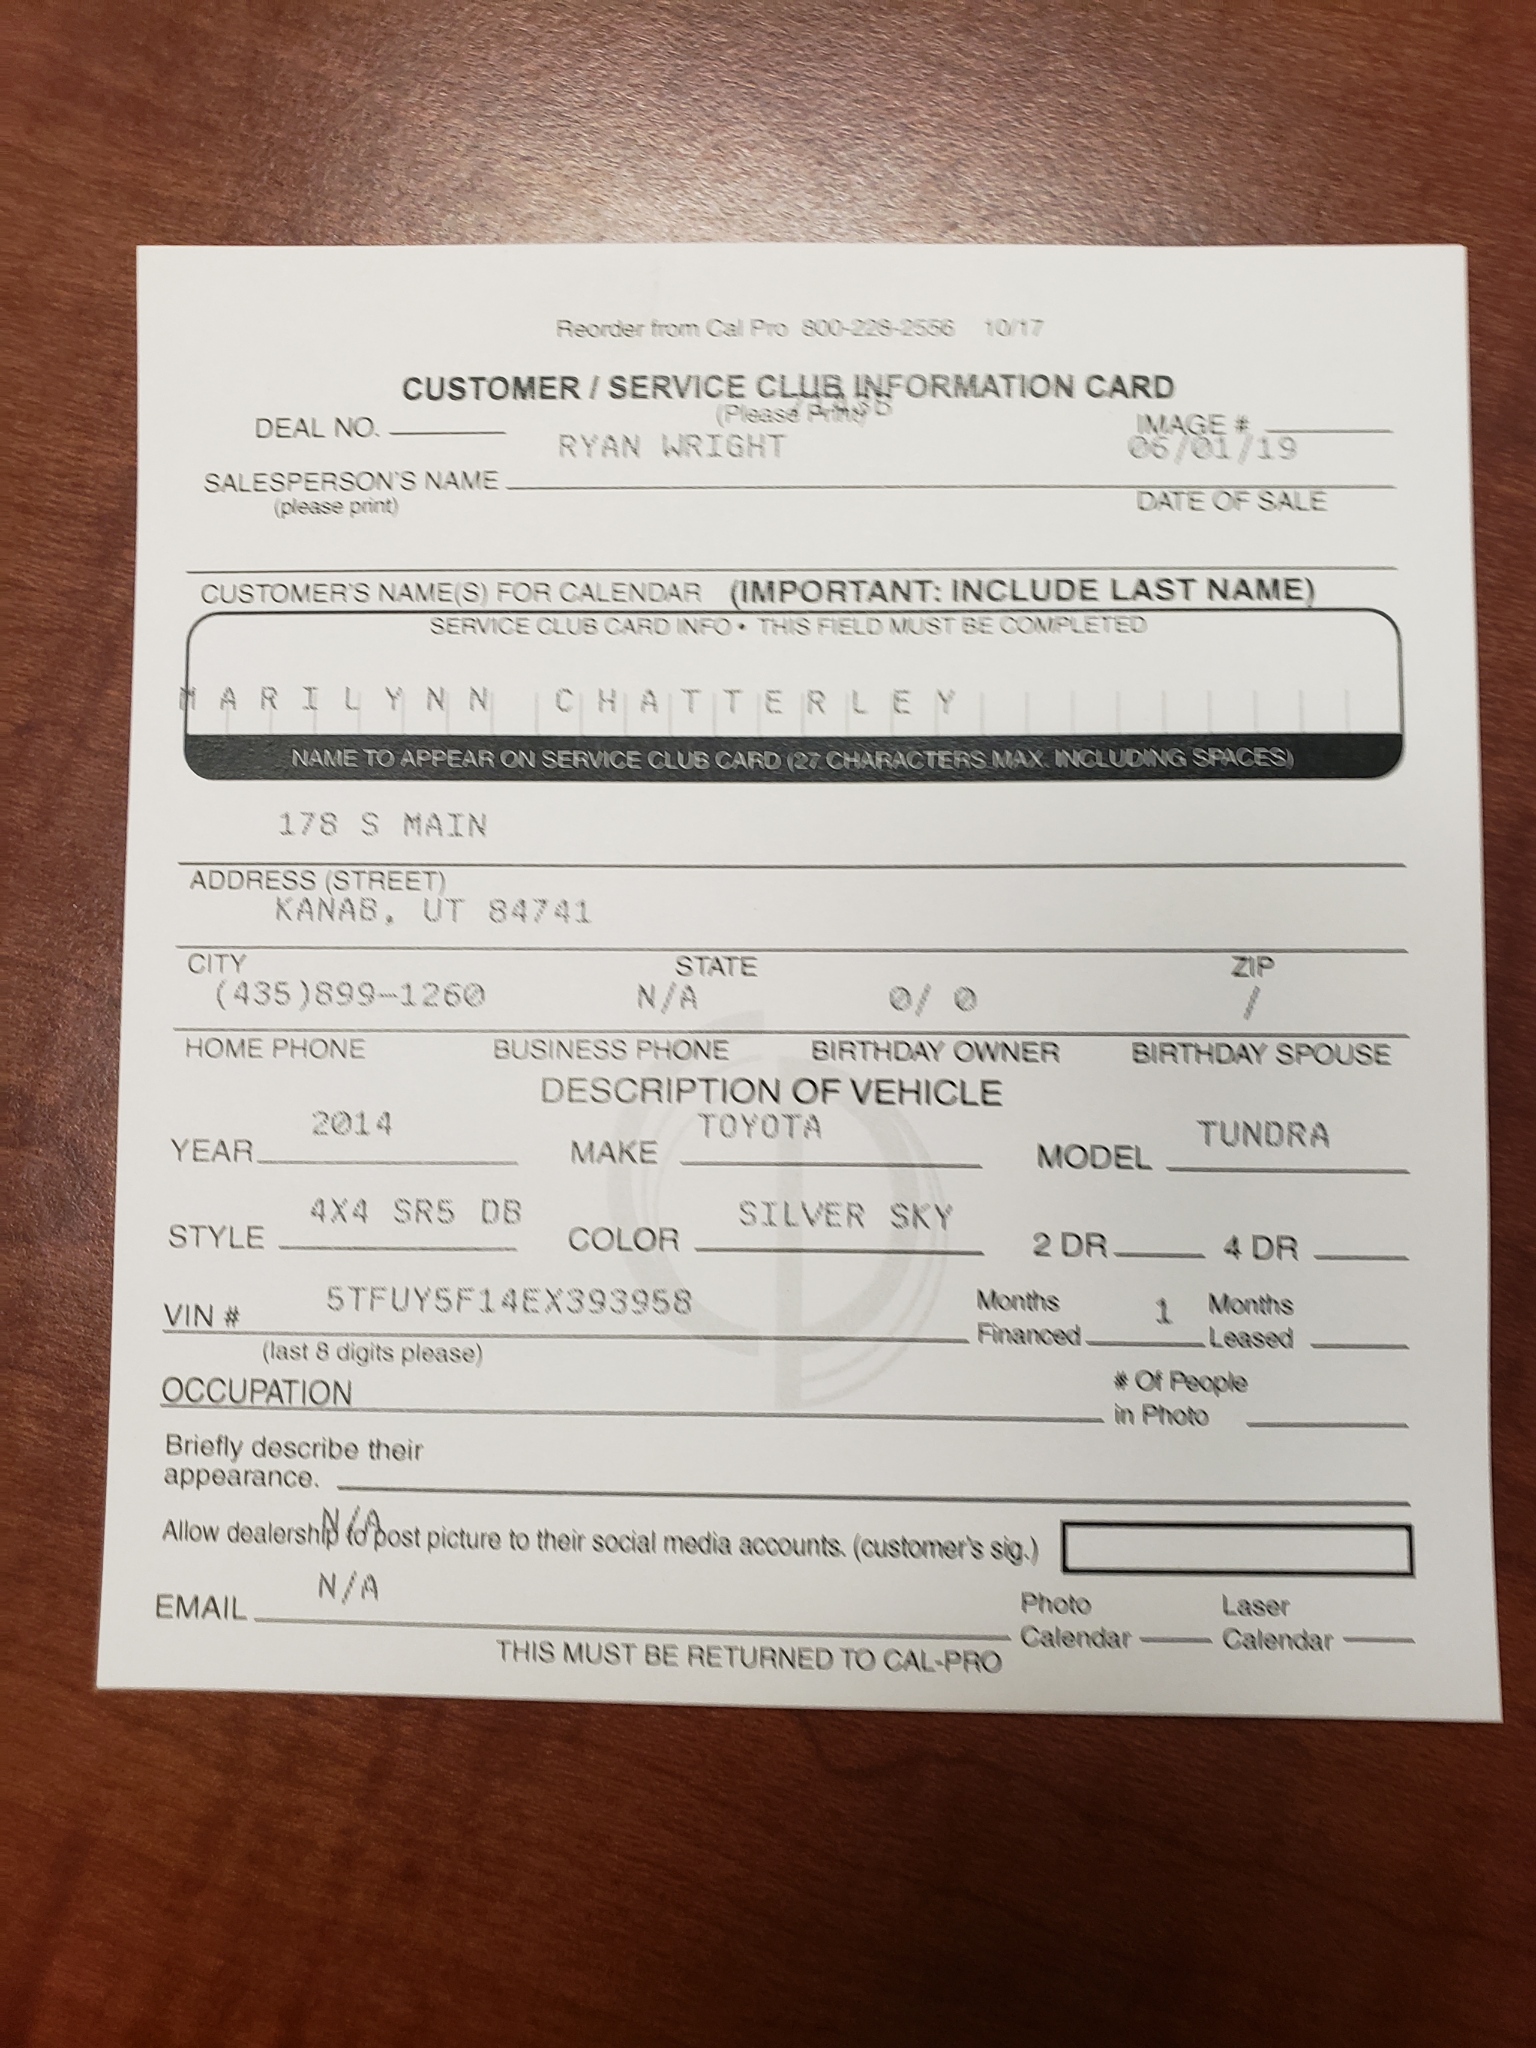 Reorder from Cal Pro 800-228-2556 10/17
CUSTOMER / SERVICE CLUB INFORMATION CARD
(Please Print)
DEAL NO. IMAGE #
RYAN WRIGHT 06/01/19
SALESPERSON'S NAME
(please print) DATE OF SALE
CUSTOMER'S NAME(S) FOR CALENDAR (IMPORTANT: INCLUDE LAST NAME)
SERVICE CLUB CARD INFO • THIS FIELD MUST BE COMPLETED
MARILYNN CHATTERLEY
NAME TO APPEAR ON SERVICE CLUB CARD (27 CHARACTERS MAX. INCLUDING SPACES)
178 S MAIN
ADDRESS (STREET)
KANAB, UT 84741
CITY STATE ZIP
(435)899-1260 N/A 0/ 0 /
HOME PHONE BUSINESS PHONE BIRTHDAY OWNER BIRTHDAY SPOUSE
DESCRIPTION OF VEHICLE
YEAR 2014 MAKE TOYOTA MODEL TUNDRA
STYLE 4X4 SR5 DB COLOR SILVER SKY 2 DR 4 DR
VIN # 5TFUY5F14EX393958 Months Financed 1 Months Leased
(last 8 digits please)
OCCUPATION # Of People in Photo
Briefly describe their
appearance.
N/A
Allow dealership to post picture to their social media accounts. (customer's sig.)
EMAIL N/A Photo Calendar Laser Calendar
THIS MUST BE RETURNED TO CAL-PRO